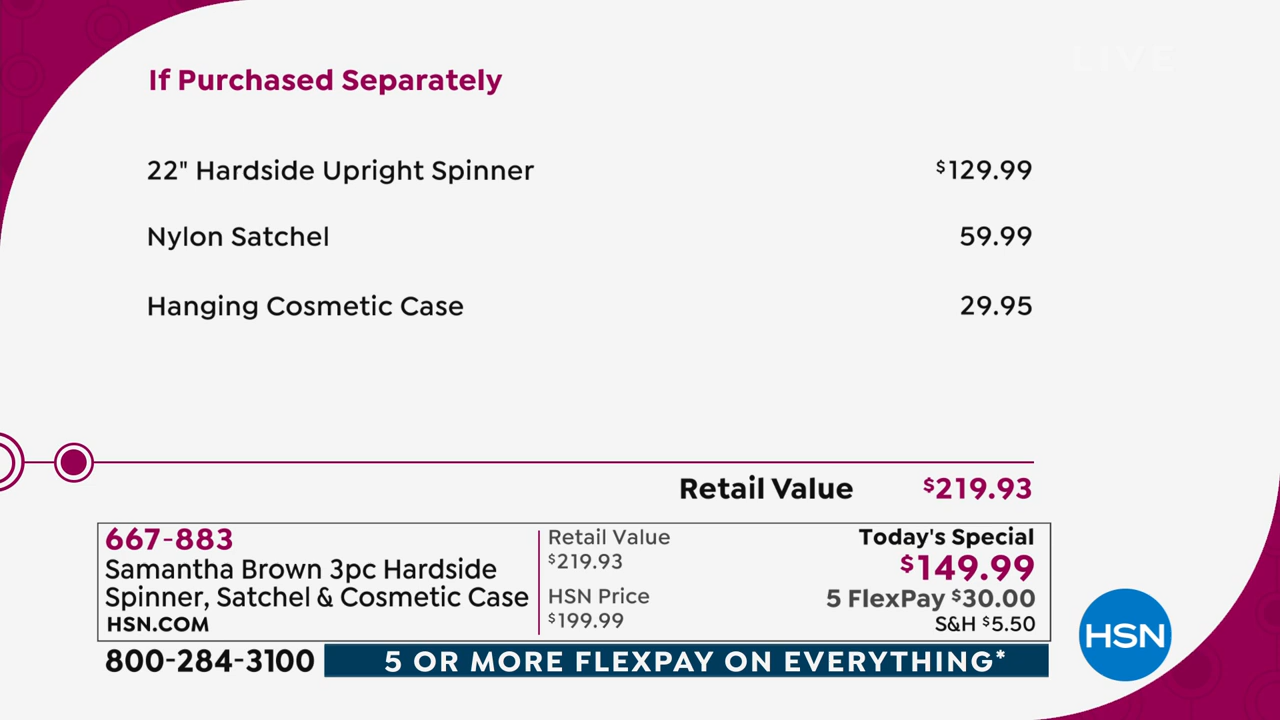 LIVE
If Purchased Separately
22" Hardside Upright Spinner $129.99
Nylon Satchel 59.99
Hanging Cosmetic Case 29.95
Retail Value $219.93
667-883
Samantha Brown 3pc Hardside
Spinner, Satchel & Cosmetic Case
HSN.COM
Retail Value
$219.93
HSN Price
$199.99
Today's Special
$149.99
5 FlexPay $30.00
S&H $5.50
HSN
800-284-3100 5 OR MORE FLEXPAY ON EVERYTHING*